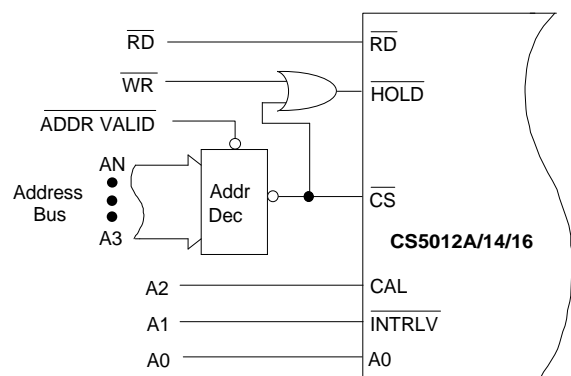 RD
RD
WR
HOLD
ADDR VALID
AN
Address
Bus
Addr
Dec
CS
A3
CS5012A/14/16
A2
CAL
A1
INTRLV
A0
A0